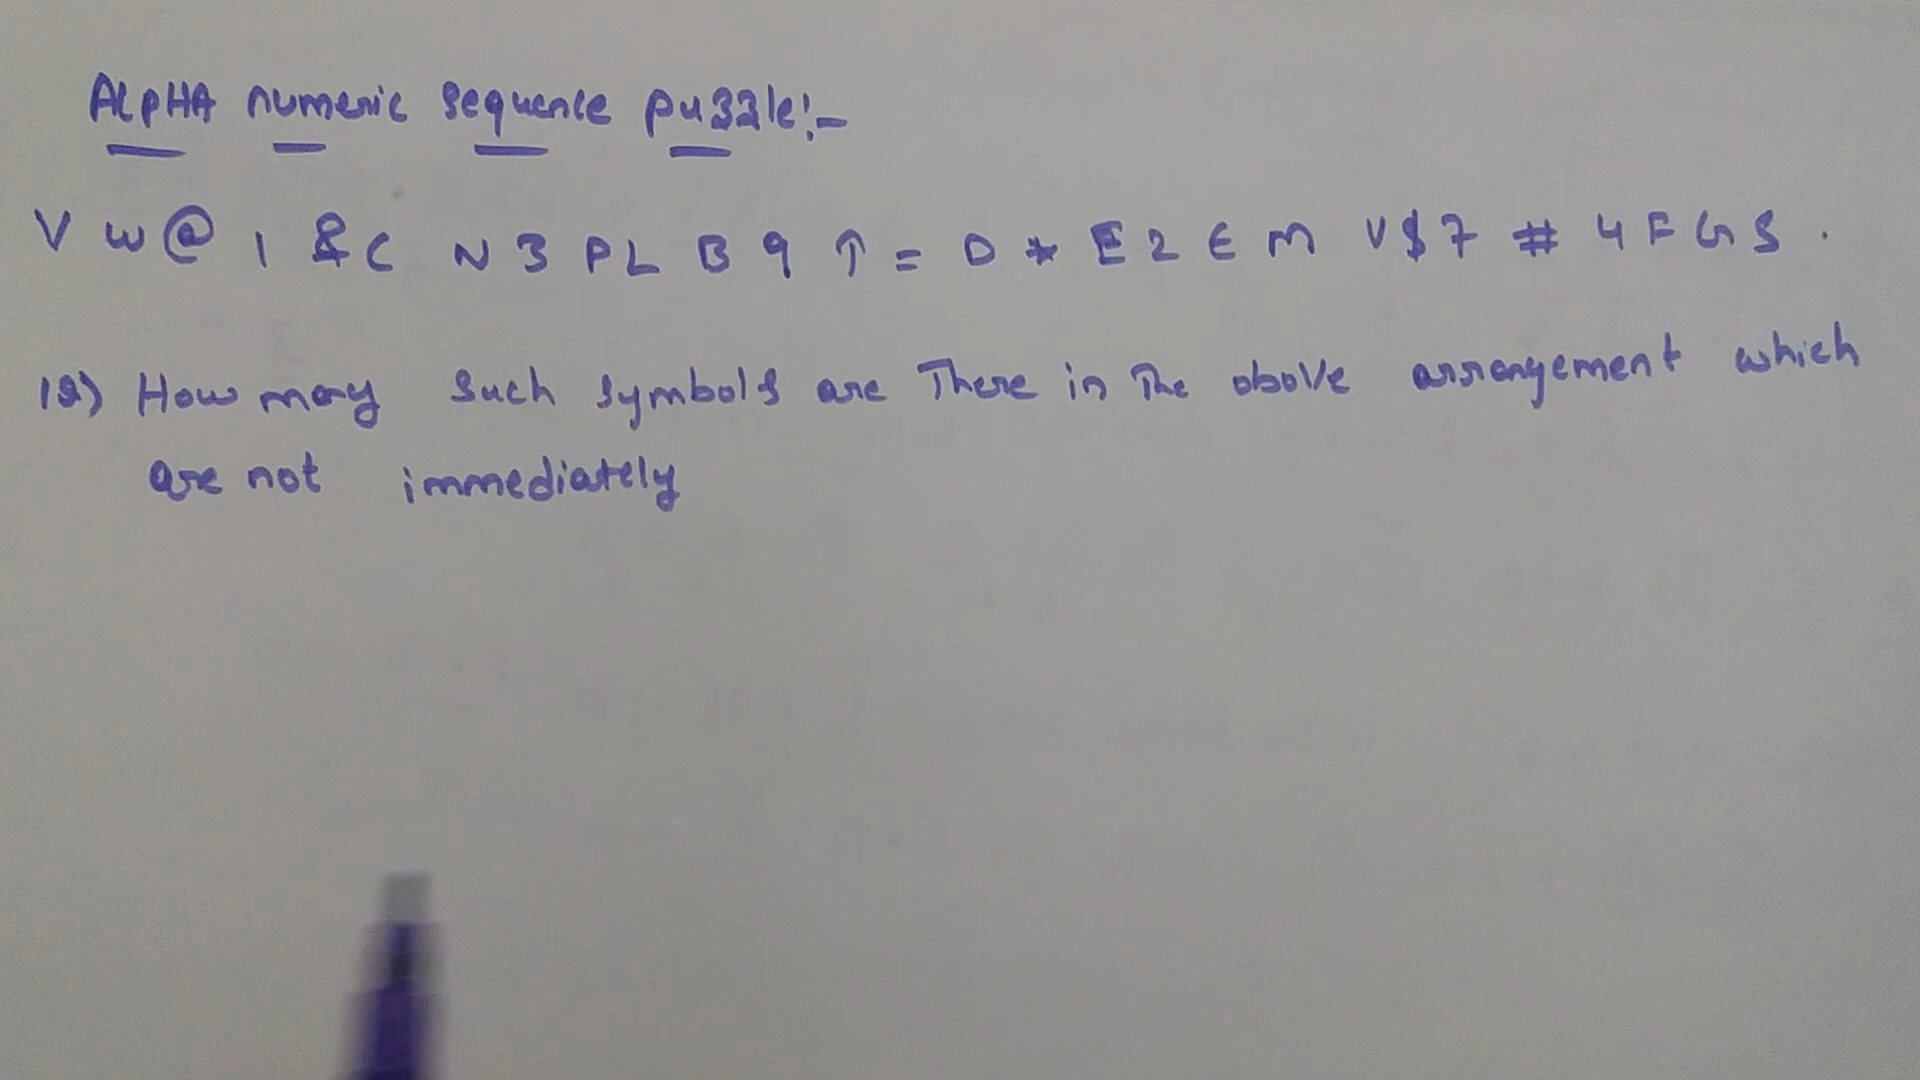 ALPHA numeric sequence puzzle:-
V W @ 1 & C N 3 P L B 9 ↑ = D * E 2 € M V $ 7 # 4 F G S .
12) How many such symbols are There in The above arrangement which
are not immediately